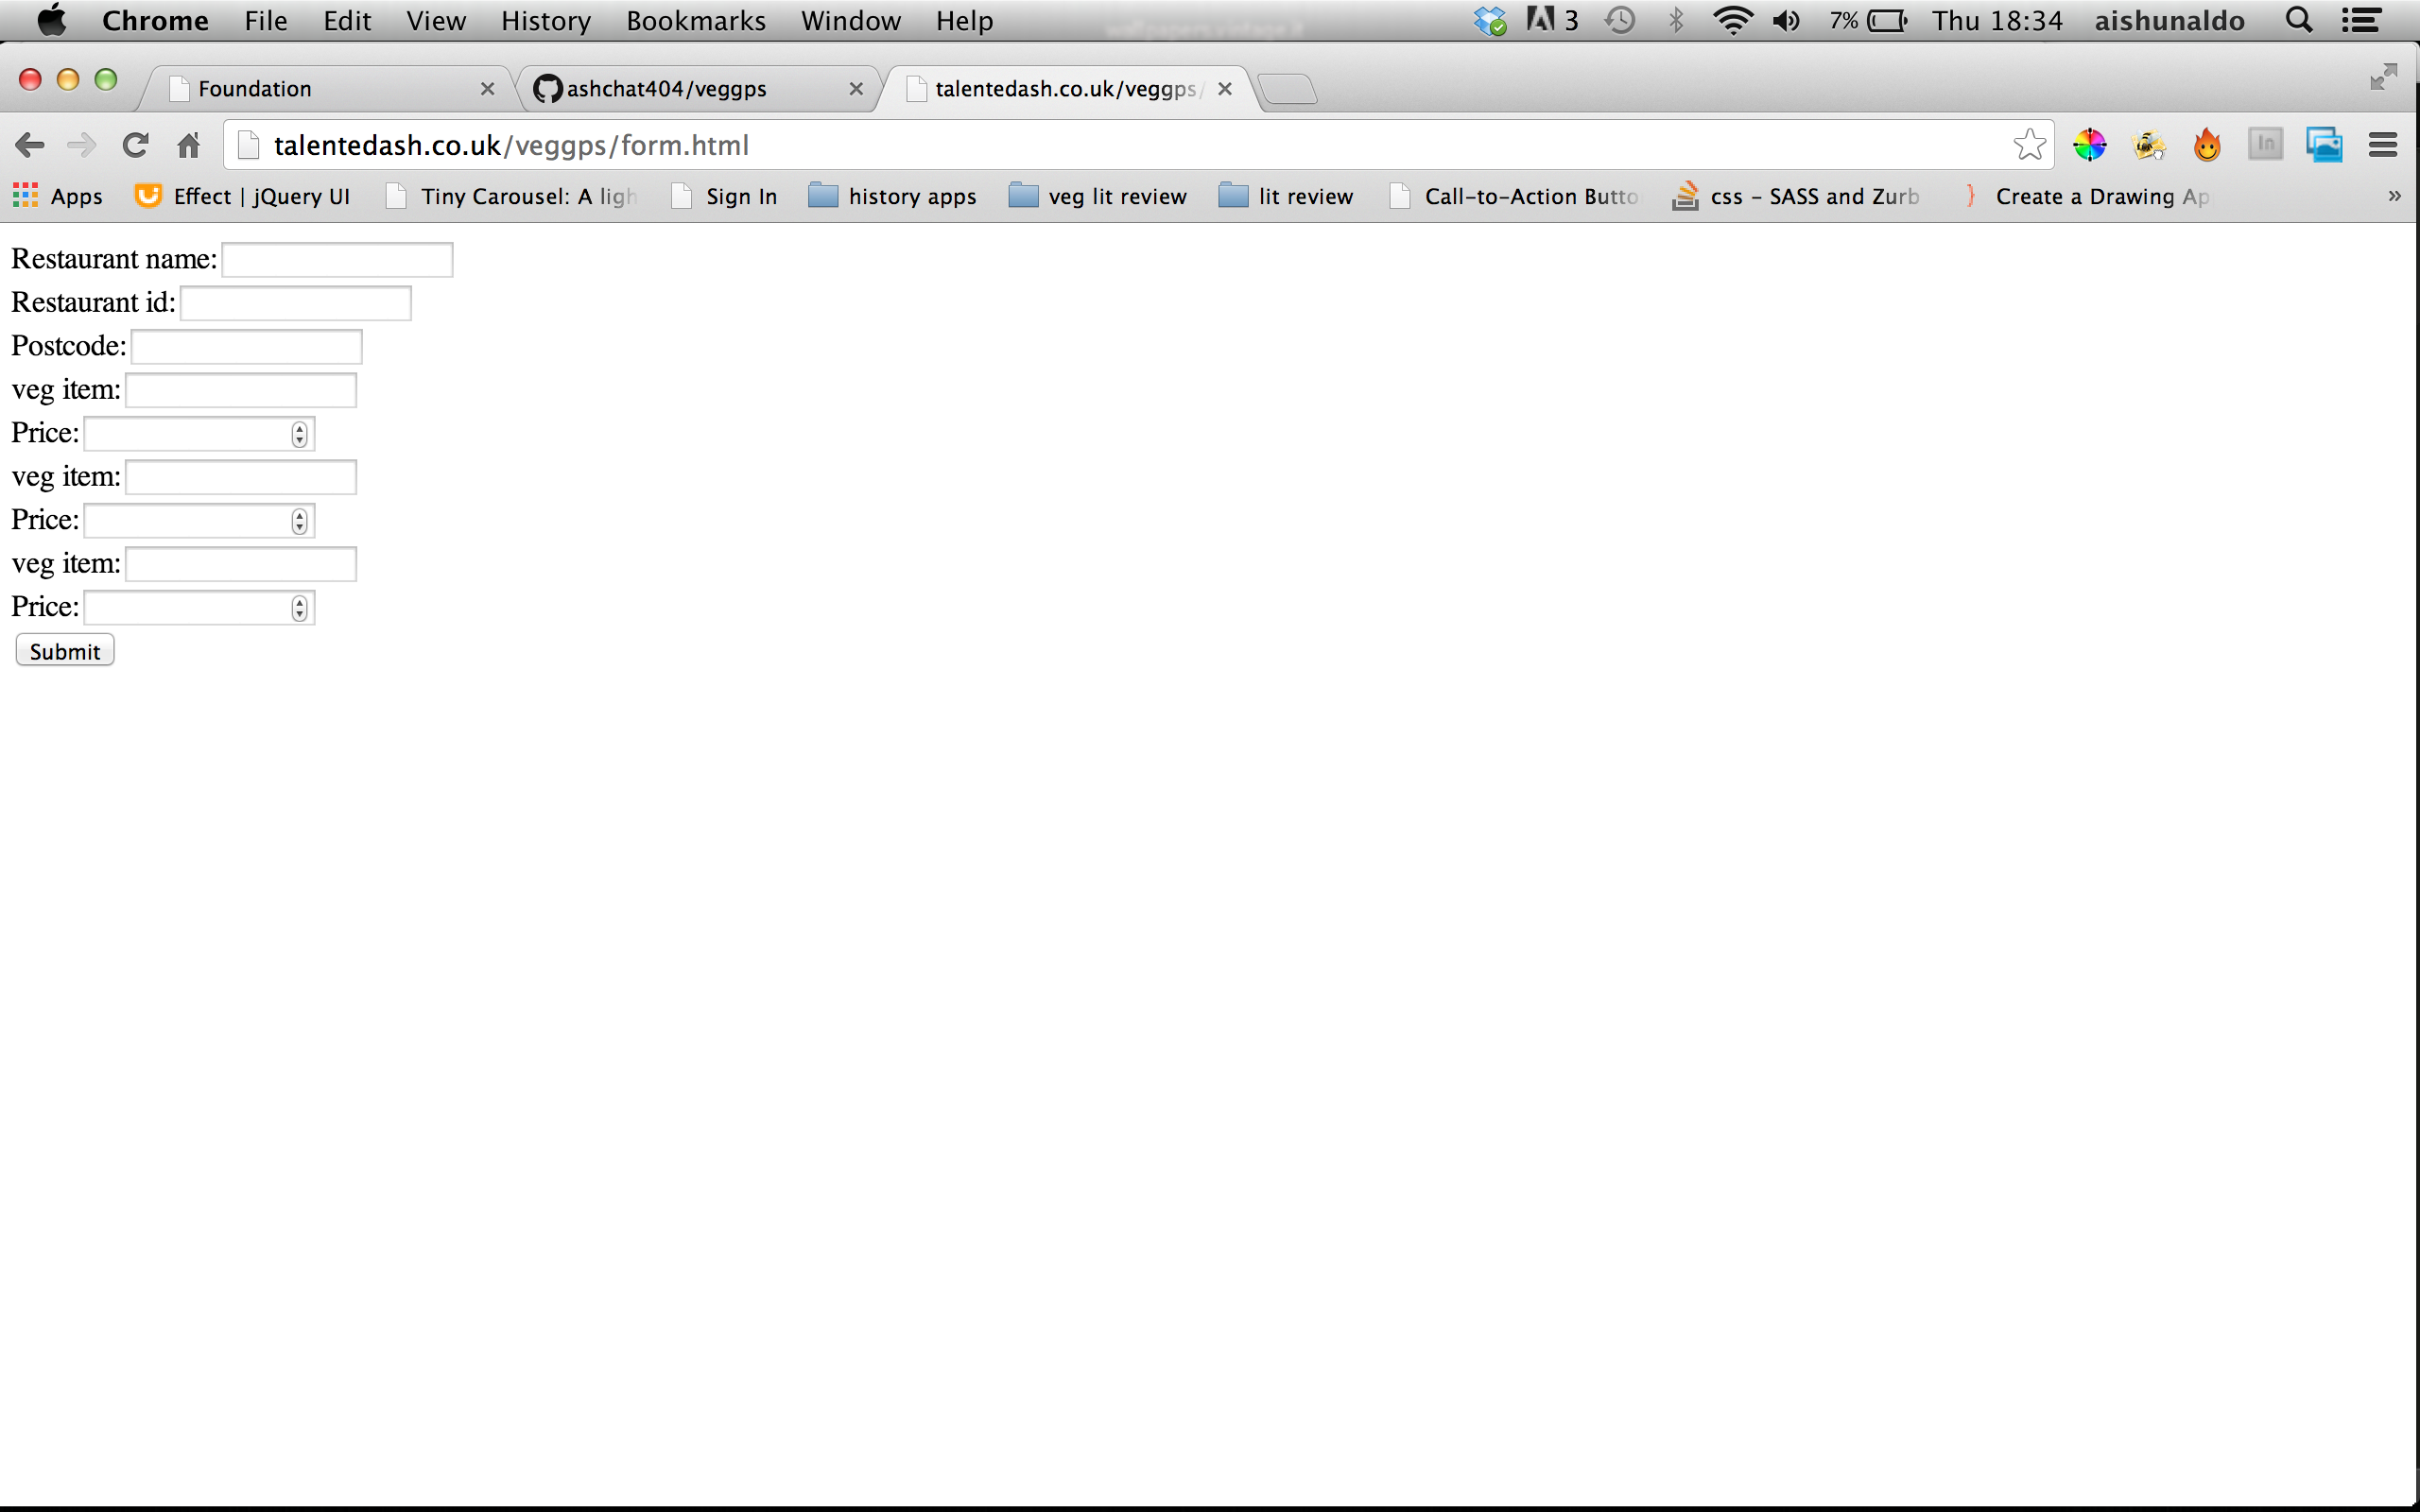 Chrome File Edit View History Bookmarks Window Help 3 7% Thu 18:34 aishunaldo
Foundation ashchat404/veggps talentedash.co.uk/veggps/
talentedash.co.uk/veggps/form.html
Apps Effect | jQuery UI Tiny Carousel: A ligh Sign In history apps veg lit review lit review Call-to-Action Butto css - SASS and Zurb Create a Drawing Ap »
Restaurant name:
Restaurant id:
Postcode:
veg item:
Price:
veg item:
Price:
veg item:
Price:
Submit